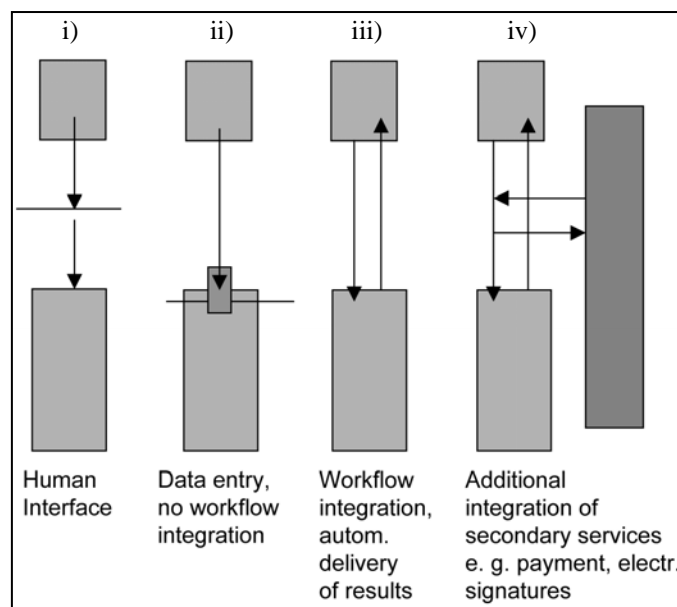 i)
ii)
iii)
iv)
Human
Interface
Data entry,
no workflow
integration
Workflow
integration,
autom.
delivery
of results
Additional
integration of
secondary services
e. g. payment, electr.
signatures